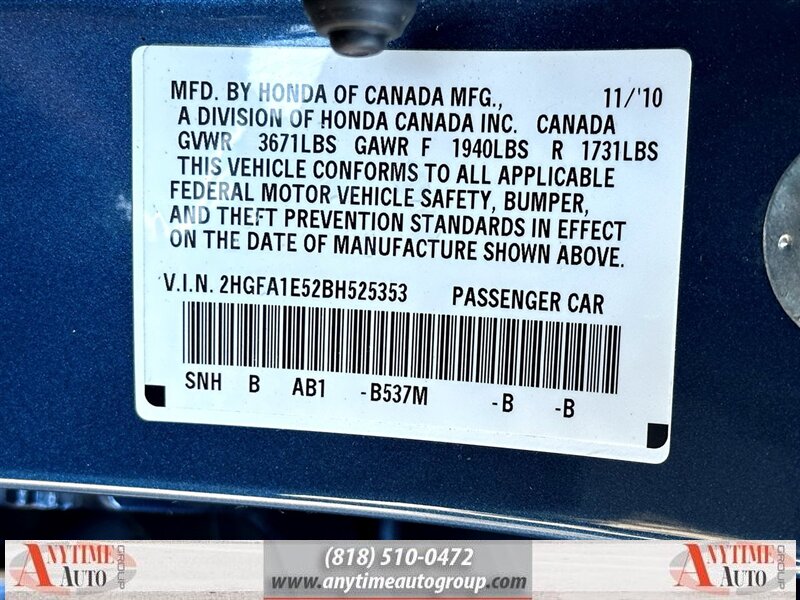 MFD. BY HONDA OF CANADA MFG., 11/'10
A DIVISION OF HONDA CANADA INC. CANADA
GVWR 3671LBS GAWR F 1940LBS R 1731LBS
THIS VEHICLE CONFORMS TO ALL APPLICABLE
FEDERAL MOTOR VEHICLE SAFETY, BUMPER,
AND THEFT PREVENTION STANDARDS IN EFFECT
ON THE DATE OF MANUFACTURE SHOWN ABOVE.
V.I.N. 2HGFA1E52BH525353 PASSENGER CAR
SNH B AB1 -B537M -B -B
ANYTIME AUTO GROUP
(818) 510-0472
www.anytimeautogroup.com
ANYTIME AUTO GROUP